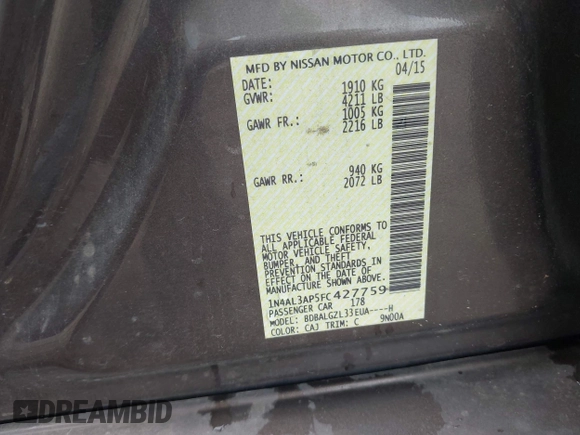 MFD BY NISSAN MOTOR CO., LTD.
DATE: 04/15
GVWR: 1910 KG
4211 LB
GAWR FR.: 1005 KG
2216 LB
GAWR RR.: 940 KG
2072 LB
THIS VEHICLE CONFORMS TO
ALL APPLICABLE FEDERAL
MOTOR VEHICLE SAFETY,
BUMPER, AND THEFT
PREVENTION STANDARDS IN
EFFECT ON THE DATE OF
MANUFACTURE SHOWN ABOVE.
1N4AL3AP5FC427759
PASSENGER CAR 178
MODEL: BDBALGZL33EUA----H
COLOR: CAJ TRIM: C 9N00A
DREAMBID